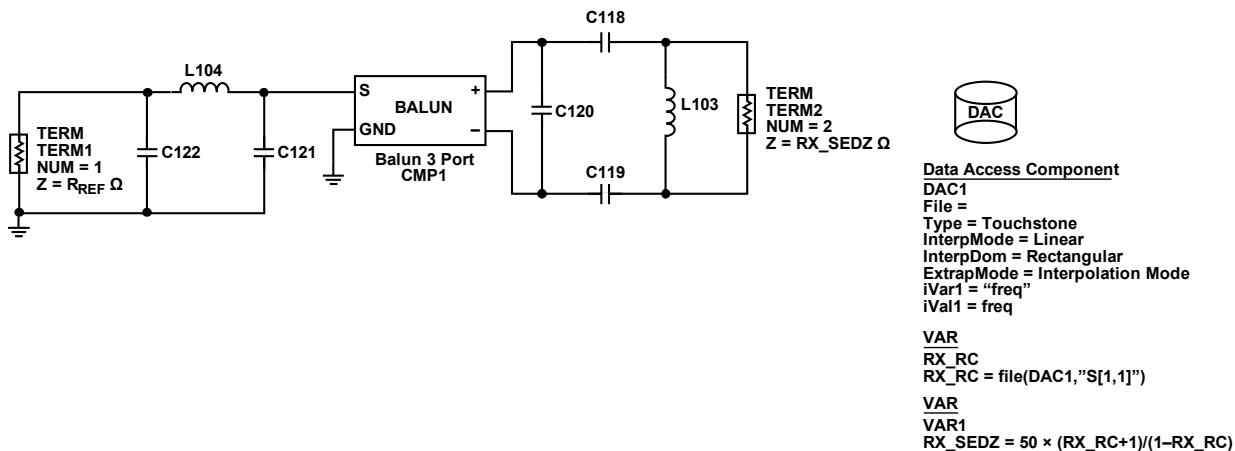 L104
TERM
TERM1
NUM = 1
Z = RREF Ω
C122
C121
S
BALUN
+
GND
–
Balun 3 Port
CMP1
C118
C120
C119
L103
TERM
TERM2
NUM = 2
Z = RX_SEDZ Ω
DAC
Data Access Component
DAC1
File =
Type = Touchstone
InterpMode = Linear
InterpDom = Rectangular
ExtrapMode = Interpolation Mode
iVar1 = “freq”
iVal1 = freq
VAR
RX_RC
RX_RC = file(DAC1,”S[1,1]”)
VAR
VAR1
RX_SEDZ = 50 × (RX_RC+1)/(1–RX_RC)